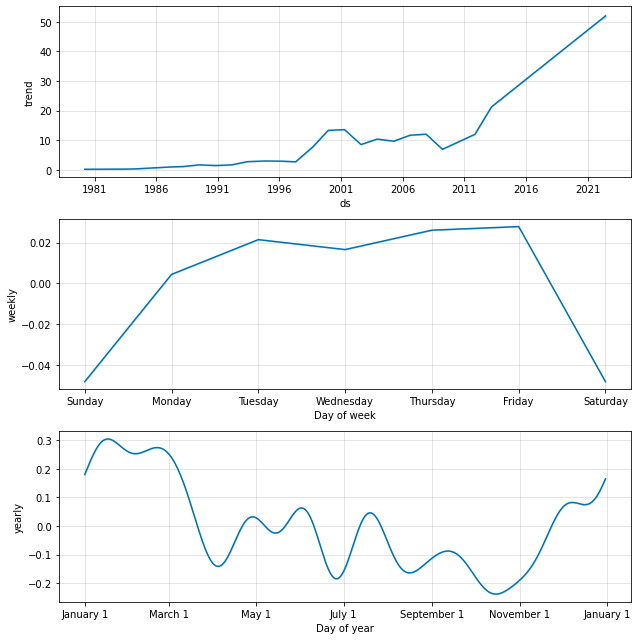 50
40
30
20
10
0
trend
1981 1986 1991 1996 2001 2006 2011 2016 2021
ds
0.02
0.00
−0.02
−0.04
weekly
Sunday Monday Tuesday Wednesday Thursday Friday Saturday
Day of week
0.3
0.2
0.1
0.0
−0.1
−0.2
yearly
January 1 March 1 May 1 July 1 September 1 November 1 January 1
Day of year